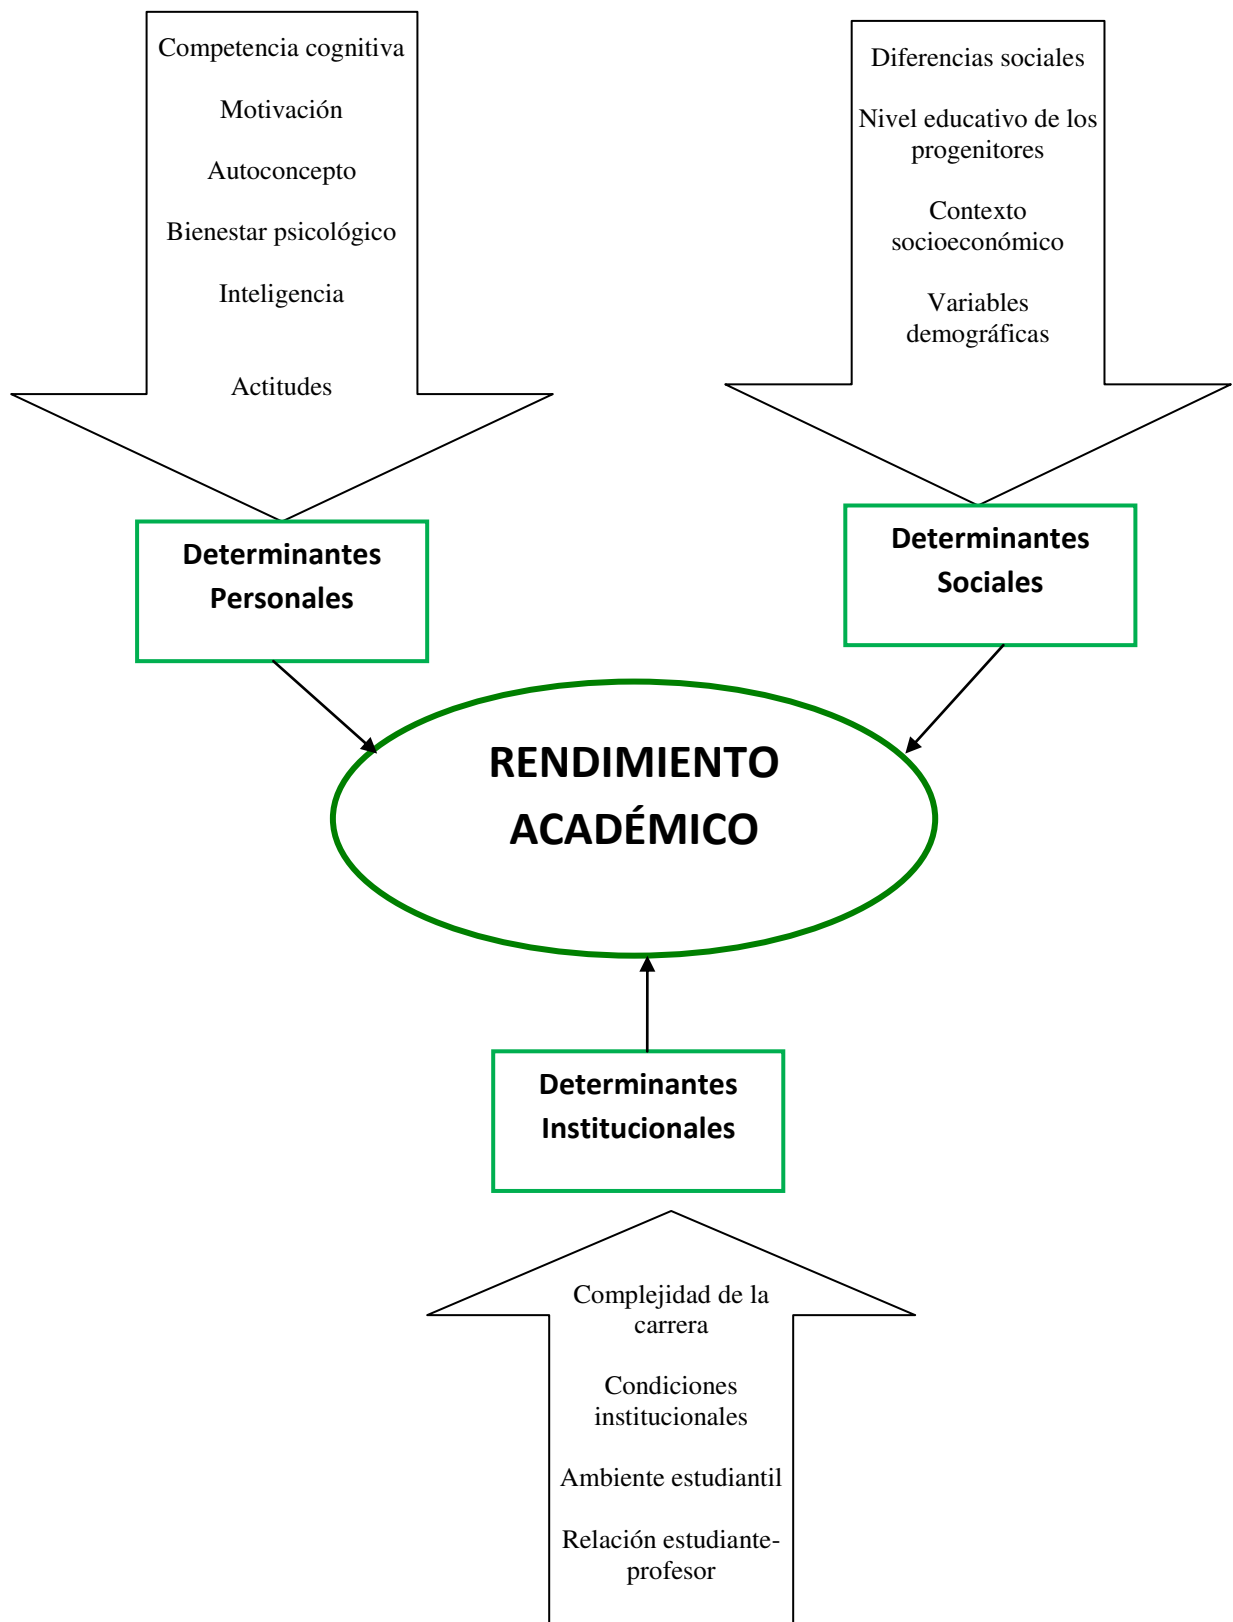 Competencia cognitiva
Motivación
Autoconcepto
Bienestar psicológico
Inteligencia
Actitudes
Determinantes
Personales
Diferencias sociales
Nivel educativo de los
progenitores
Contexto
socioeconómico
Variables
demográficas
Determinantes
Sociales
RENDIMIENTO
ACADÉMICO
Determinantes
Institucionales
Complejidad de la
carrera
Condiciones
institucionales
Ambiente estudiantil
Relación estudiante-
profesor